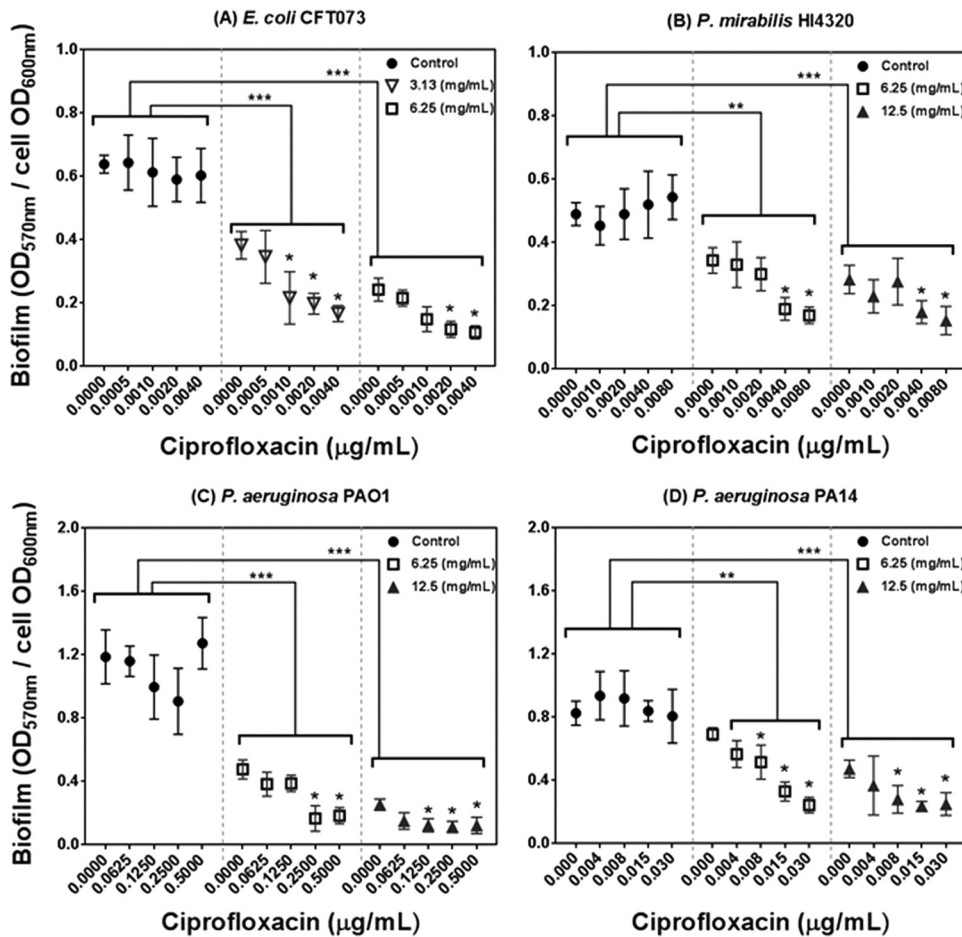 (A) E. coli CFT073
Biofilm (OD570nm / cell OD600nm)
1.0
0.8
0.6
0.4
0.2
0.0
Control
3.13 (mg/mL)
6.25 (mg/mL)
***
***
* * *
* *
0.0000 0.0005 0.0010 0.0020 0.0040 0.0000 0.0005 0.0010 0.0020 0.0040 0.0000 0.0005 0.0010 0.0020 0.0040
Ciprofloxacin (μg/mL)
(B) P. mirabilis HI4320
1.0
0.8
0.6
0.4
0.2
0.0
Control
6.25 (mg/mL)
12.5 (mg/mL)
***
**
* *
* *
0.0000 0.0010 0.0020 0.0040 0.0080 0.0000 0.0010 0.0020 0.0040 0.0080 0.0000 0.0010 0.0020 0.0040 0.0080
Ciprofloxacin (μg/mL)
(C) P. aeruginosa PAO1
Biofilm (OD570nm / cell OD600nm)
2.0
1.6
1.2
0.8
0.4
0.0
Control
6.25 (mg/mL)
12.5 (mg/mL)
***
***
* *
* * *
0.0000 0.0625 0.1250 0.2500 0.5000 0.0000 0.0625 0.1250 0.2500 0.5000 0.0000 0.0625 0.1250 0.2500 0.5000
Ciprofloxacin (μg/mL)
(D) P. aeruginosa PA14
2.0
1.6
1.2
0.8
0.4
0.0
Control
6.25 (mg/mL)
12.5 (mg/mL)
***
**
* * *
* * *
0.000 0.004 0.008 0.015 0.030 0.000 0.004 0.008 0.015 0.030 0.000 0.004 0.008 0.015 0.030
Ciprofloxacin (μg/mL)